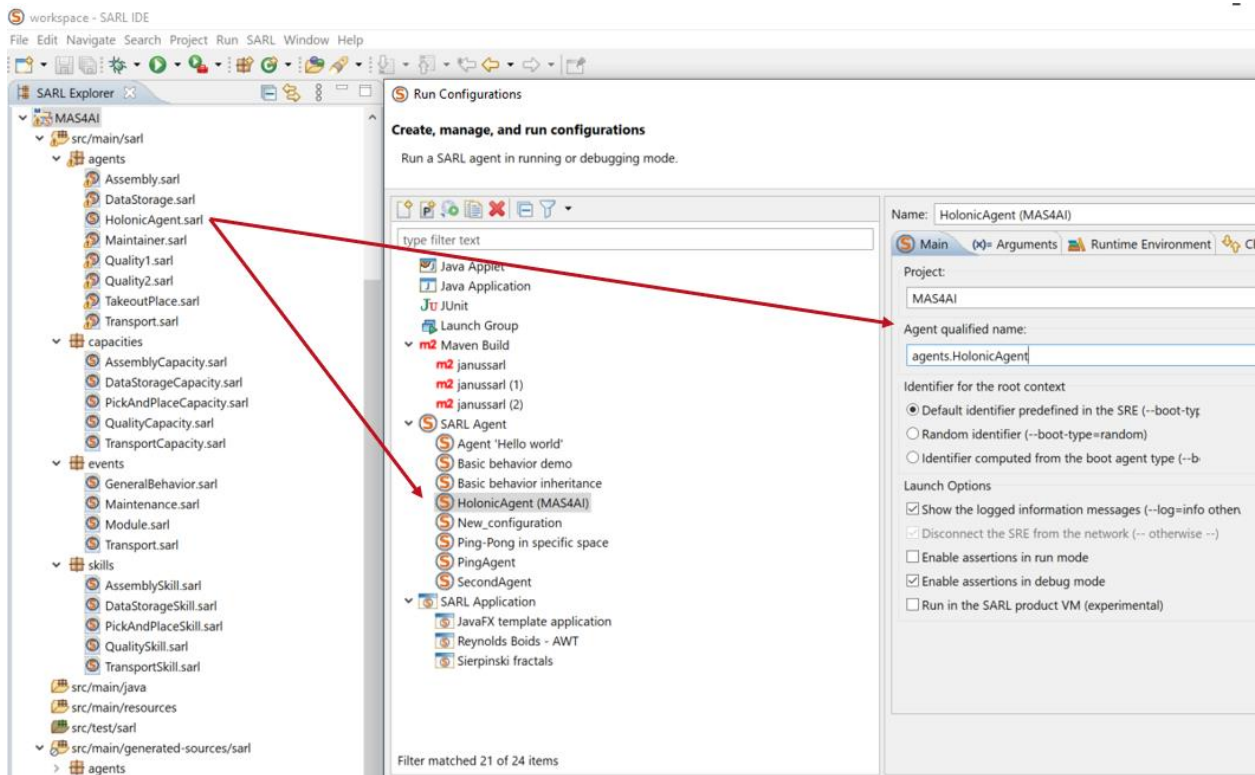 workspace - SARL IDE
File Edit Navigate Search Project Run SARL Window Help
SARL Explorer
MAS4AI
src/main/sarl
agents
Assembly.sarl
DataStorage.sarl
HolonicAgent.sarl
Maintainer.sarl
Quality1.sarl
Quality2.sarl
TakeoutPlace.sarl
Transport.sarl
capacities
AssemblyCapacity.sarl
DataStorageCapacity.sarl
PickAndPlaceCapacity.sarl
QualityCapacity.sarl
TransportCapacity.sarl
events
GeneralBehavior.sarl
Maintenance.sarl
Module.sarl
Transport.sarl
skills
AssemblySkill.sarl
DataStorageSkill.sarl
PickAndPlaceSkill.sarl
QualitySkill.sarl
TransportSkill.sarl
src/main/java
src/main/resources
src/test/sarl
src/main/generated-sources/sarl
agents
Run Configurations
Create, manage, and run configurations
Run a SARL agent in running or debugging mode.
type filter text
Java Applet
Java Application
JU JUnit
Launch Group
m2 Maven Build
m2 janussarl
m2 janussarl (1)
m2 janussarl (2)
SARL Agent
Agent 'Hello world'
Basic behavior demo
Basic behavior inheritance
HolonicAgent (MAS4AI)
New_configuration
Ping-Pong in specific space
PingAgent
SecondAgent
SARL Application
JavaFX template application
Reynolds Boids - AWT
Sierpinski fractals
Filter matched 21 of 24 items
Name: HolonicAgent (MAS4AI)
Main (x)= Arguments Runtime Environment Cl
Project:
MAS4AI
Agent qualified name:
agents.HolonicAgent
Identifier for the root context
Default identifier predefined in the SRE (--boot-typ
Random identifier (--boot-type=random)
Identifier computed from the boot agent type (--b
Launch Options
Show the logged information messages (--log=info othen
Disconnect the SRE from the network (-- otherwise --)
Enable assertions in run mode
Enable assertions in debug mode
Run in the SARL product VM (experimental)